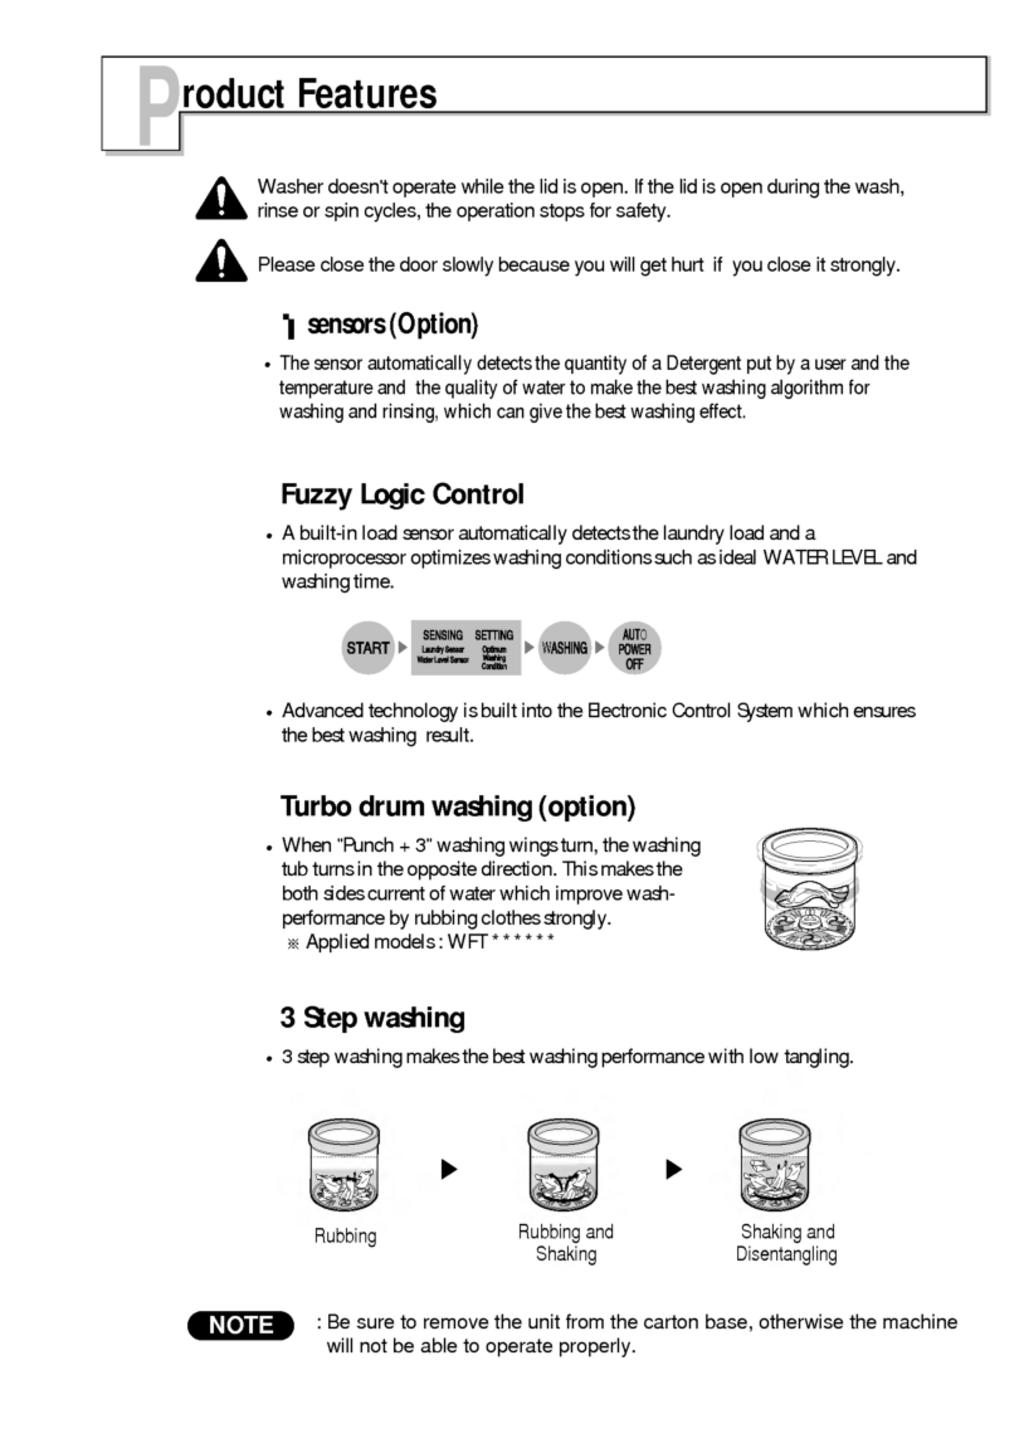 Product Features
Washer doesn't operate while the lid is open. If the lid is open during the wash,
rinse or spin cycles, the operation stops for safety.
Please close the door slowly because you will get hurt if you close it strongly.
sensors (Option)
• The sensor automatically detects the quantity of a Detergent put by a user and the
temperature and the quality of water to make the best washing algorithm for
washing and rinsing, which can give the best washing effect.
Fuzzy Logic Control
• A built-in load sensor automatically detects the laundry load and a
microprocessor optimizes washing conditions such as ideal WATER LEVEL and
washing time.
START
SENSING
Laundry Sensor
Water Level Sensor
SETTING
Optimum
Washing
Condition
WASHING
AUTO
POWER
OFF
• Advanced technology is built into the Electronic Control System which ensures
the best washing result.
Turbo drum washing (option)
• When "Punch + 3" washing wings turn, the washing
tub turns in the opposite direction. This makes the
both sides current of water which improve wash-
performance by rubbing clothes strongly.
※ Applied models : WFT * * * * * *
3 Step washing
• 3 step washing makes the best washing performance with low tangling.
Rubbing
Rubbing and
Shaking
Shaking and
Disentangling
NOTE : Be sure to remove the unit from the carton base, otherwise the machine
will not be able to operate properly.